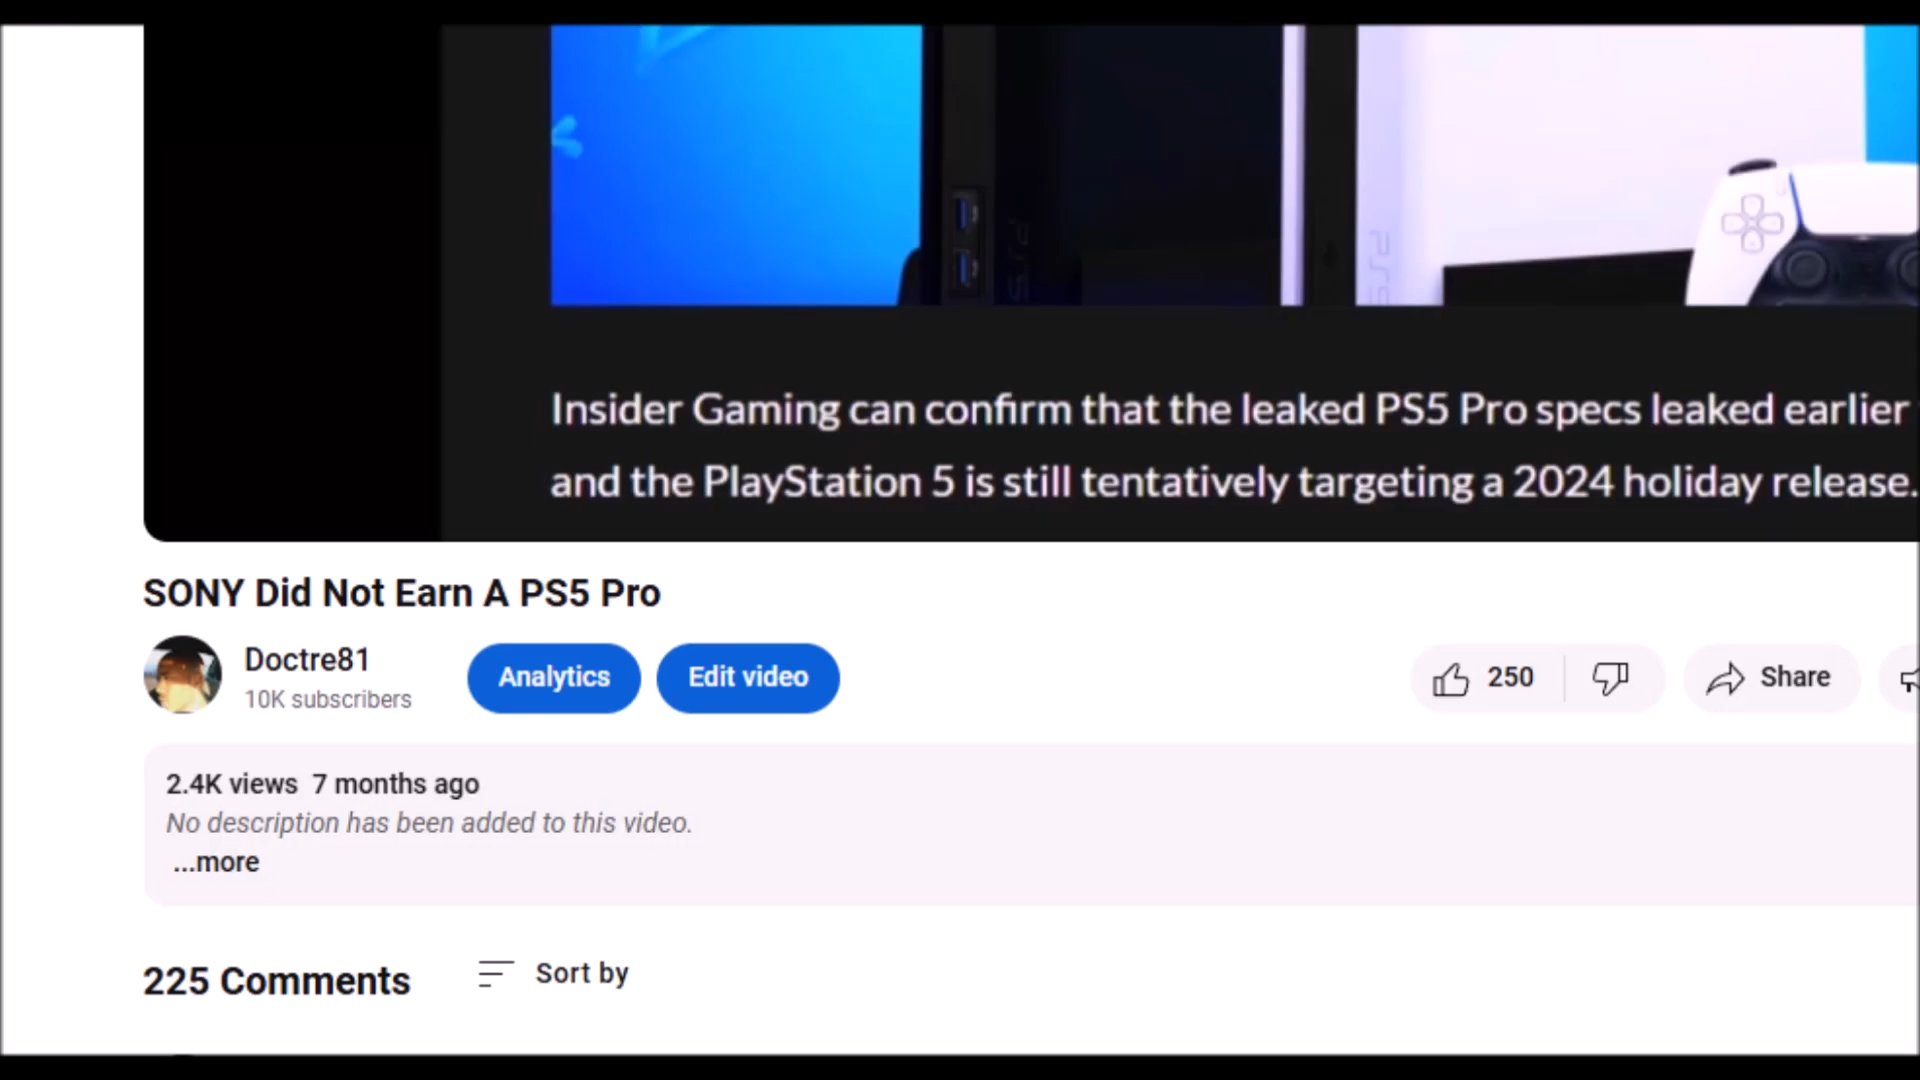 PS5
PS5
Insider Gaming can confirm that the leaked PS5 Pro specs leaked earlier
and the PlayStation 5 is still tentatively targeting a 2024 holiday release.
SONY Did Not Earn A PS5 Pro
Doctre81
10K subscribers
Analytics
Edit video
250
Share
2.4K views 7 months ago
No description has been added to this video.
...more
225 Comments
Sort by